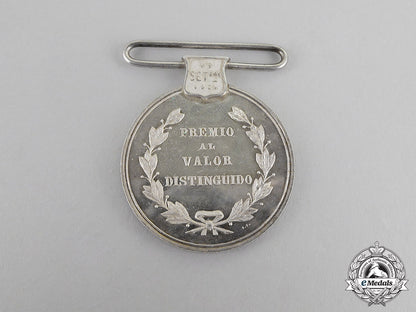 PREMIO
AL
VALOR
DISTINGUIDO
eMedals